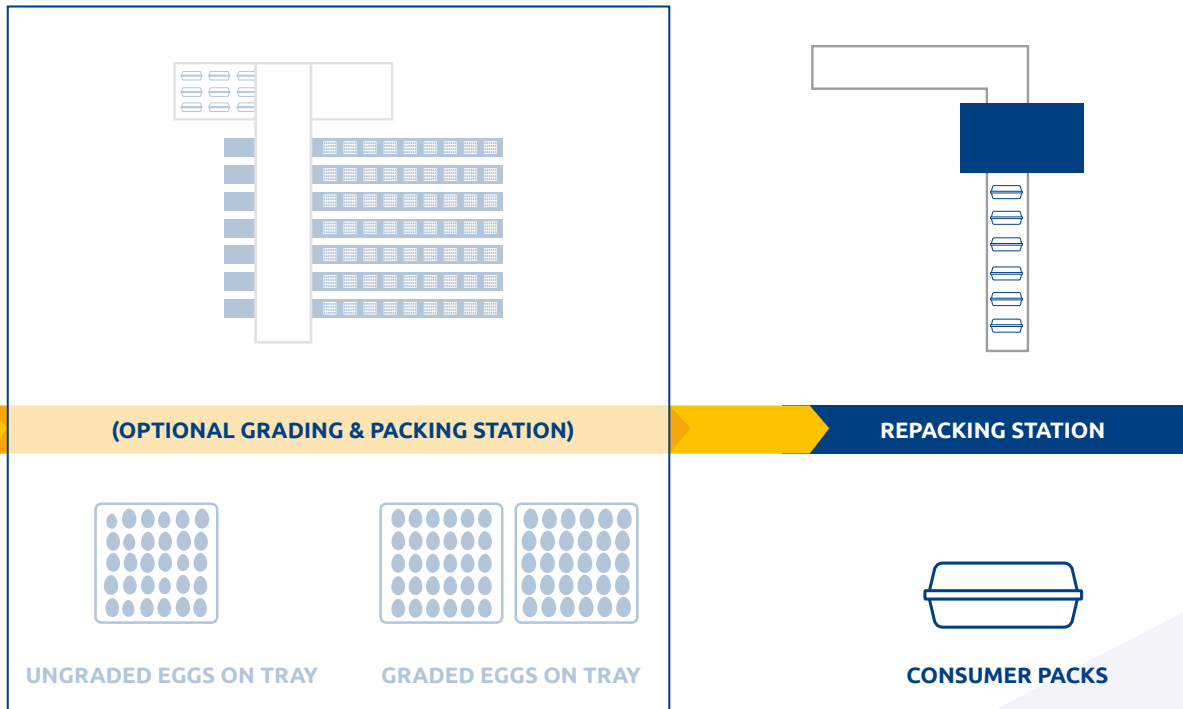 (OPTIONAL GRADING & PACKING STATION)
REPACKING STATION
UNGRADED EGGS ON TRAY
GRADED EGGS ON TRAY
CONSUMER PACKS